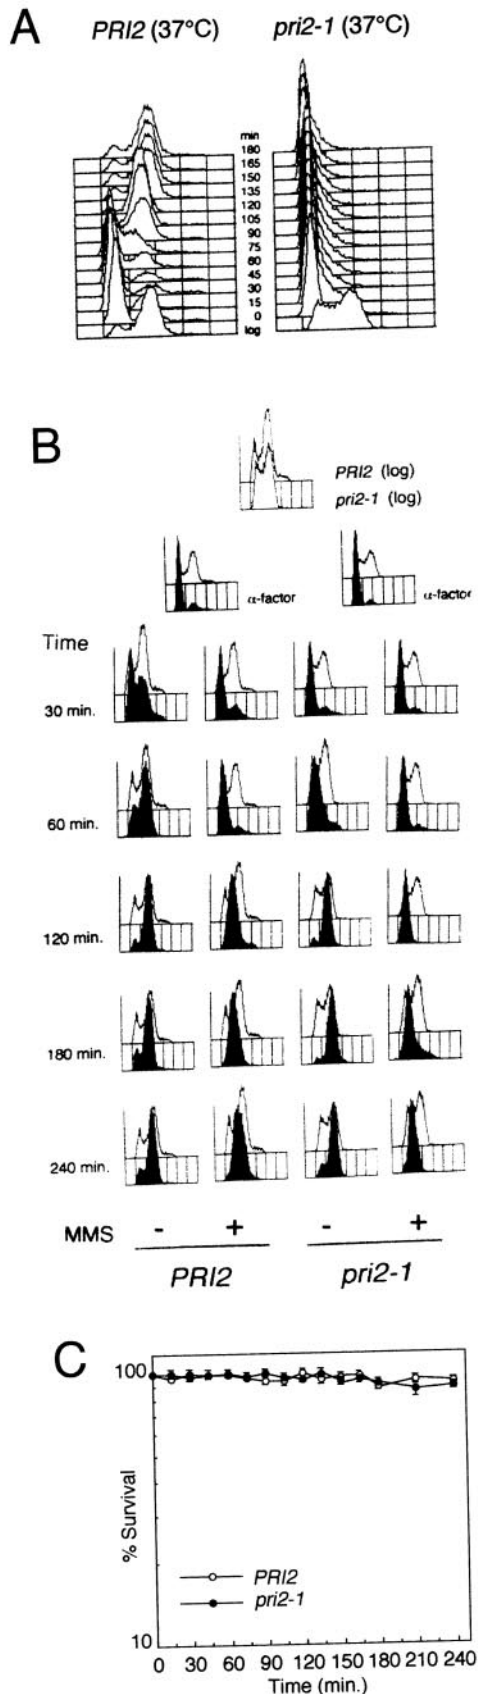 A
PRI2 (37°C) pri2-1 (37°C)
min
180
165
150
135
120
105
90
75
60
45
30
15
0
log
B
PRI2 (log)
pri2-1 (log)
α-factor α-factor
Time
30 min.
60 min.
120 min.
180 min.
240 min.
MMS - + - +
PRI2 pri2-1
C
100
% Survival
PRI2
pri2-1
10
0 30 60 90 120 150 180 210 240
Time (min.)